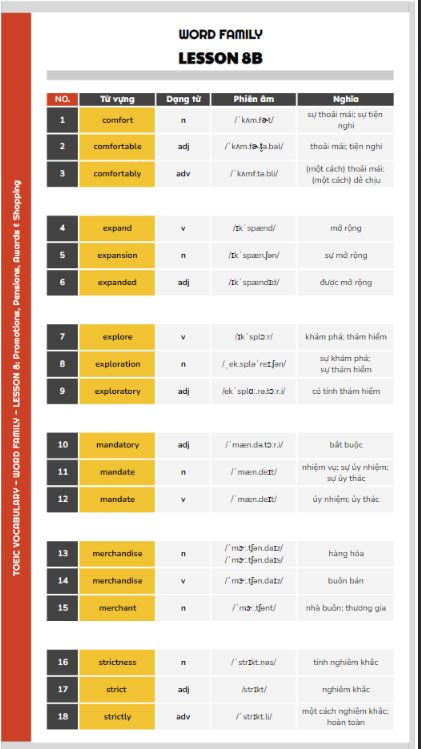 WORD FAMILY
LESSON 8B
NO. Từ vựng Dạng từ Phiên âm Nghĩa
1 comfort n /ˈkʌm.fɚt/ sự thoải mái; sự tiện nghi
2 comfortable adj /ˈkʌm.fɚ.t̬ə.bəl/ thoải mái; tiện nghi
3 comfortably adv /ˈkʌmf.tə.bli/ (một cách) thoải mái; (một cách) dễ chịu
4 expand v /ɪkˈspænd/ mở rộng
5 expansion n /ɪkˈspæn.ʃən/ sự mở rộng
6 expanded adj /ɪkˈspændɪd/ được mở rộng
7 explore v /ɪkˈsplɔːr/ khám phá; thám hiểm
8 exploration n /ˌek.spləˈreɪʃən/ sự khám phá; sự thám hiểm
9 exploratory adj /ekˈsplɑː.rə.tɔːr.i/ có tính thám hiểm
10 mandatory adj /ˈmæn.də.tɔːr.i/ bắt buộc
11 mandate n /ˈmæn.deɪt/ nhiệm vụ; sự ủy nhiệm; sự ủy thác
12 mandate v /ˈmæn.deɪt/ ủy nhiệm; ủy thác
13 merchandise n /ˈmɝː.tʃən.daɪz/ /ˈmɝː.tʃən.daɪs/ hàng hóa
14 merchandise v /ˈmɝː.tʃən.daɪz/ buôn bán
15 merchant n /ˈmɝː.tʃənt/ nhà buôn; thương gia
16 strictness n /ˈstrɪkt.nəs/ tính nghiêm khắc
17 strict adj /strɪkt/ nghiêm khắc
18 strictly adv /ˈstrɪkt.li/ một cách nghiêm khắc; hoàn toàn
TOEIC VOCABULARY – WORD FAMILY – LESSON 8: Promotions, Pensions, Awards & Shopping